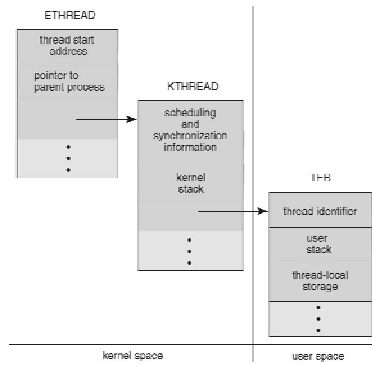 ETHREAD
thread start
address
pointer to
parent process
KTHREAD
scheduling
and
synchronization
information
kernel
stack
TEB
thread identifier
user
stack
thread-local
storage
kernel space
user space